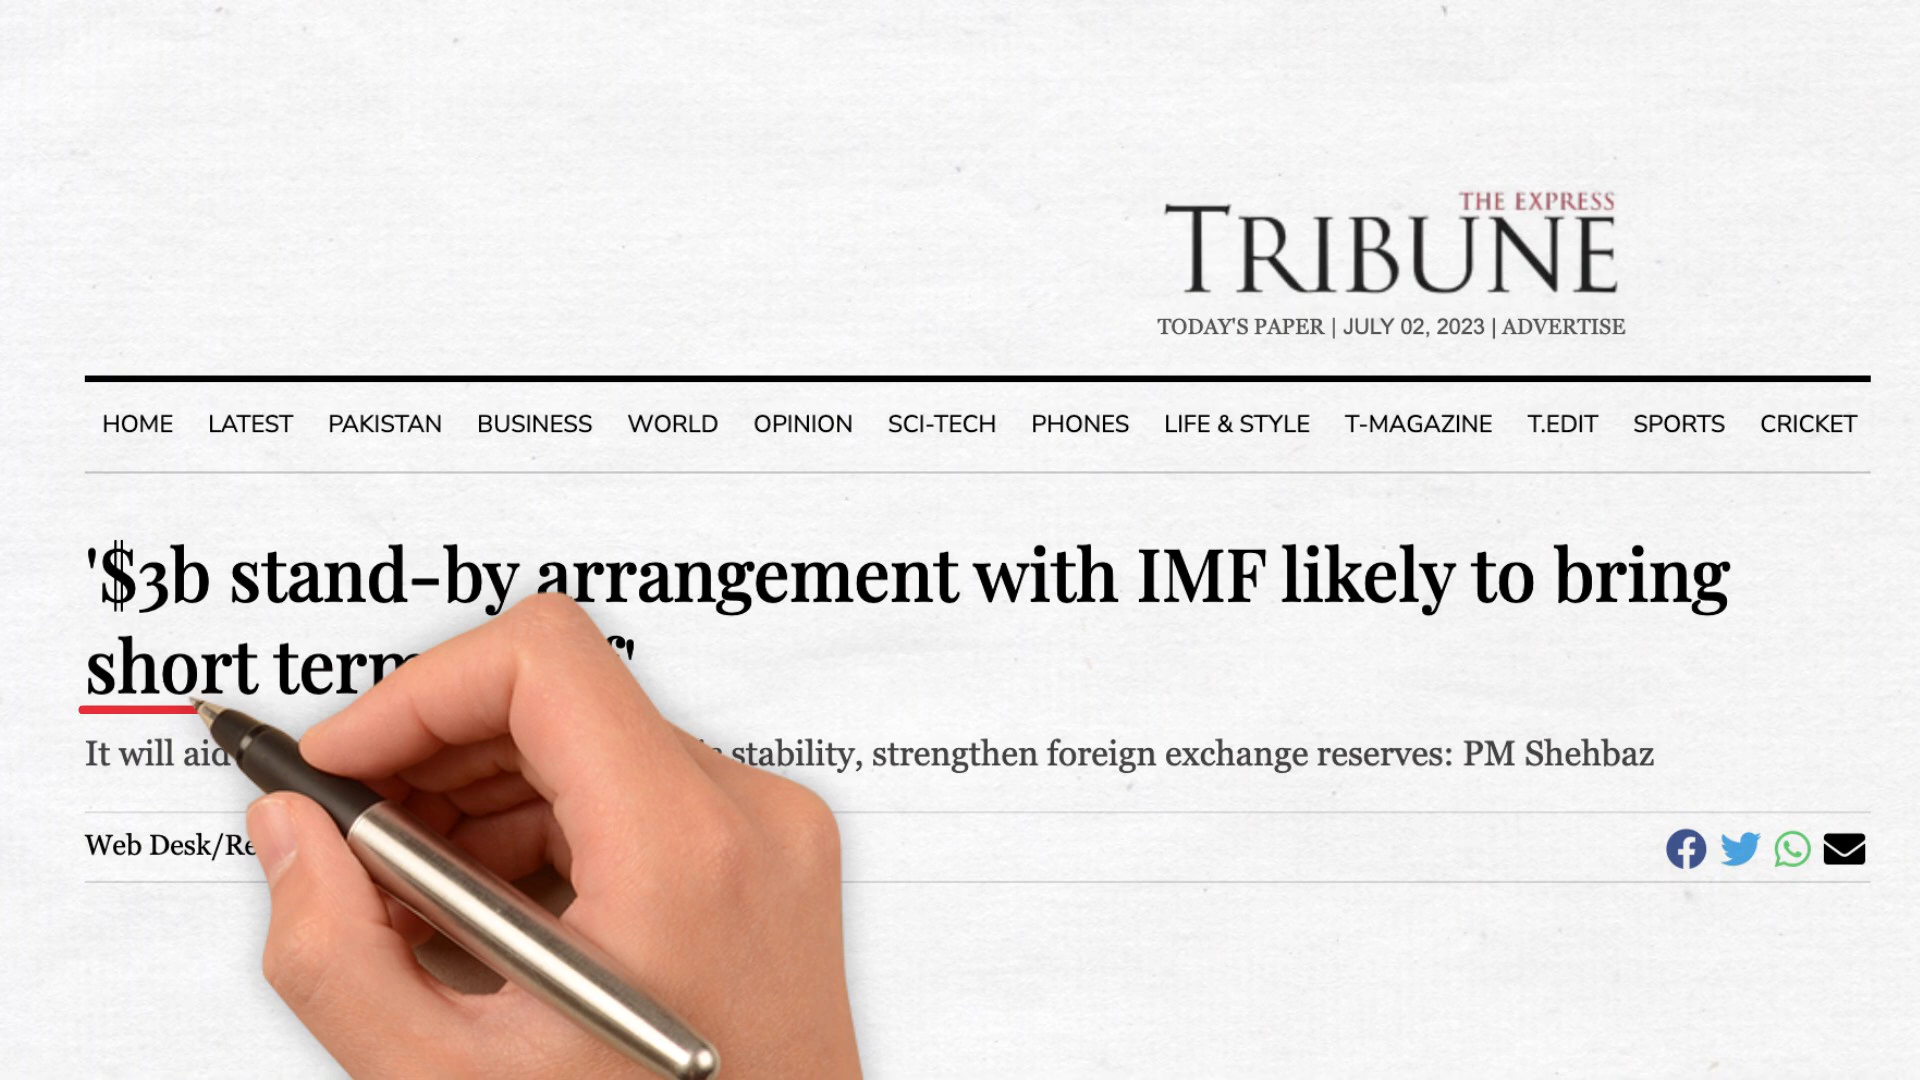 THE EXPRESS
TRIBUNE
TODAY'S PAPER | JULY 02, 2023 | ADVERTISE
HOME LATEST PAKISTAN BUSINESS WORLD OPINION SCI-TECH PHONES LIFE & STYLE T-MAGAZINE T.EDIT SPORTS CRICKET
'$3b stand-by arrangement with IMF likely to bring
short term
It will aid stability, strengthen foreign exchange reserves: PM Shehbaz
Web Desk/